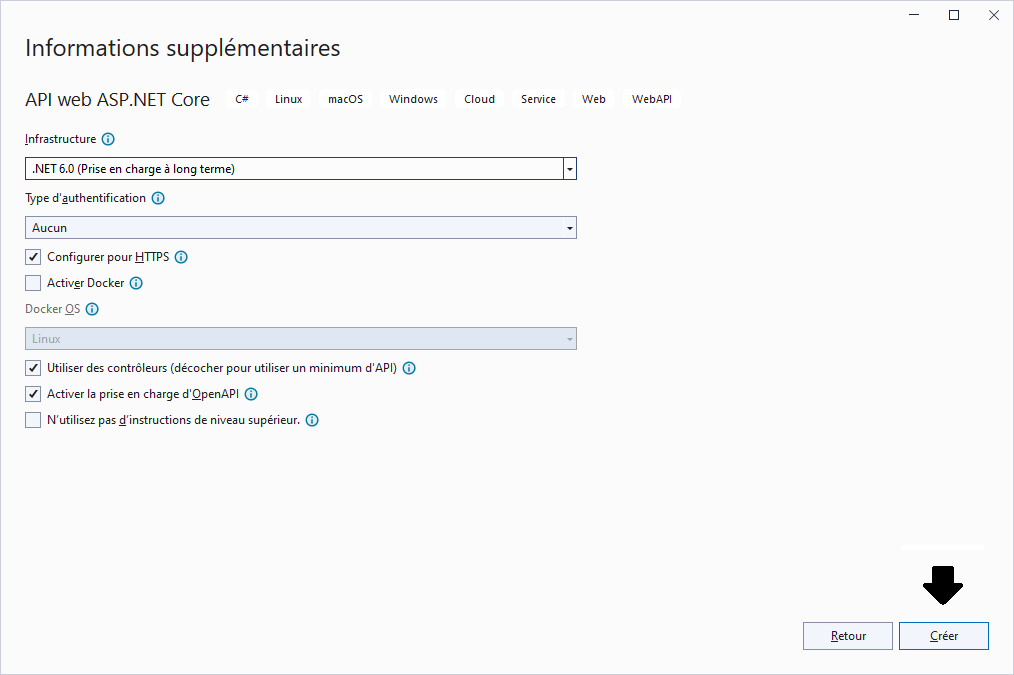 Informations supplémentaires
API web ASP.NET Core C# Linux macOS Windows Cloud Service Web WebAPI
Infrastructure
.NET 6.0 (Prise en charge à long terme)
Type d'authentification
Aucun
Configurer pour HTTPS
Activer Docker
Docker OS
Linux
Utiliser des contrôleurs (décocher pour utiliser un minimum d'API)
Activer la prise en charge d'OpenAPI
N'utilisez pas d'instructions de niveau supérieur.
Retour Créer